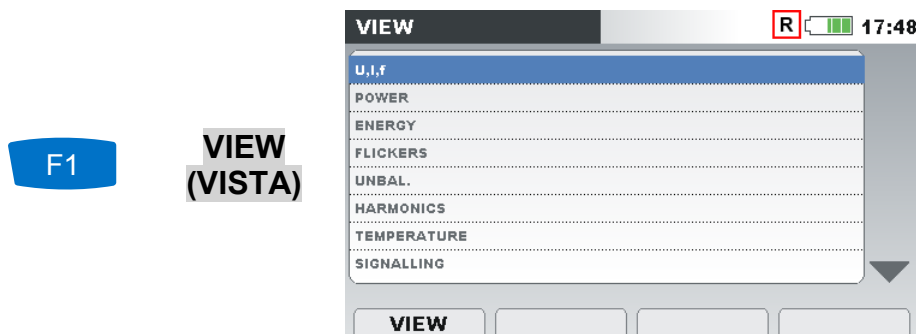 F1
VIEW
(VISTA)
VIEW
R 17:48
U,I,f
POWER
ENERGY
FLICKERS
UNBAL.
HARMONICS
TEMPERATURE
SIGNALLING
VIEW